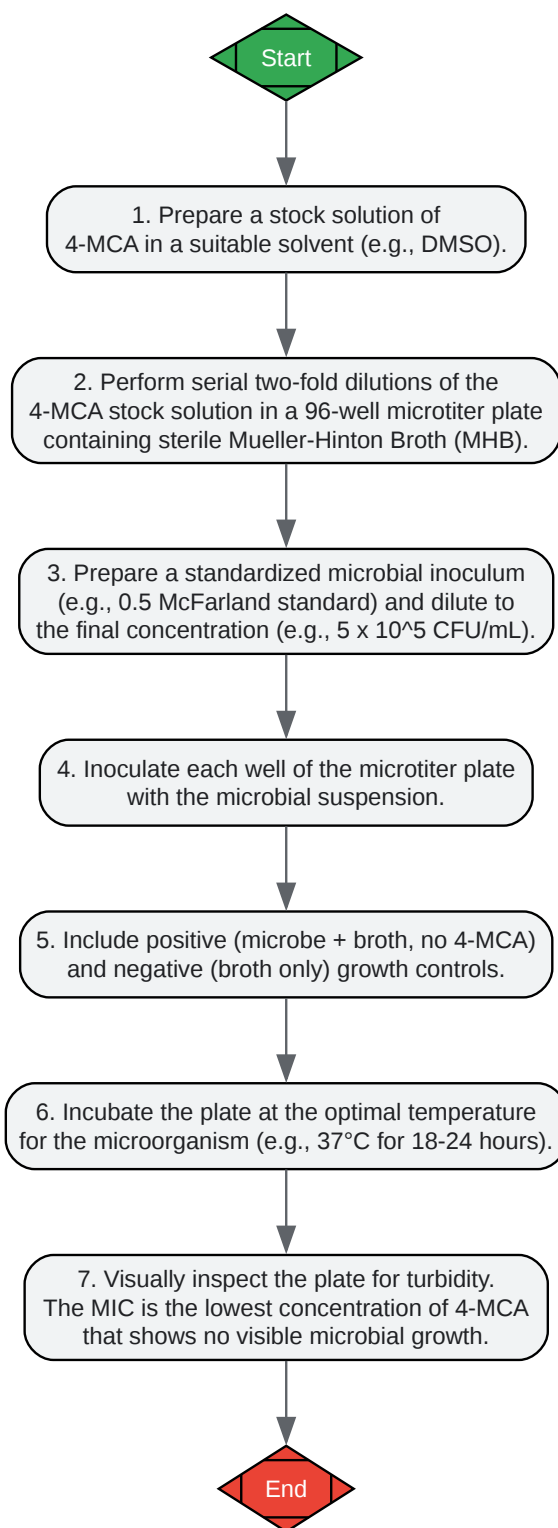 Start
1. Prepare a stock solution of
4-MCA in a suitable solvent (e.g., DMSO).
2. Perform serial two-fold dilutions of the
4-MCA stock solution in a 96-well microtiter plate
containing sterile Mueller-Hinton Broth (MHB).
3. Prepare a standardized microbial inoculum
(e.g., 0.5 McFarland standard) and dilute to
the final concentration (e.g., 5 x 10^5 CFU/mL).
4. Inoculate each well of the microtiter plate
with the microbial suspension.
5. Include positive (microbe + broth, no 4-MCA)
and negative (broth only) growth controls.
6. Incubate the plate at the optimal temperature
for the microorganism (e.g., 37°C for 18-24 hours).
7. Visually inspect the plate for turbidity.
The MIC is the lowest concentration of 4-MCA
that shows no visible microbial growth.
End